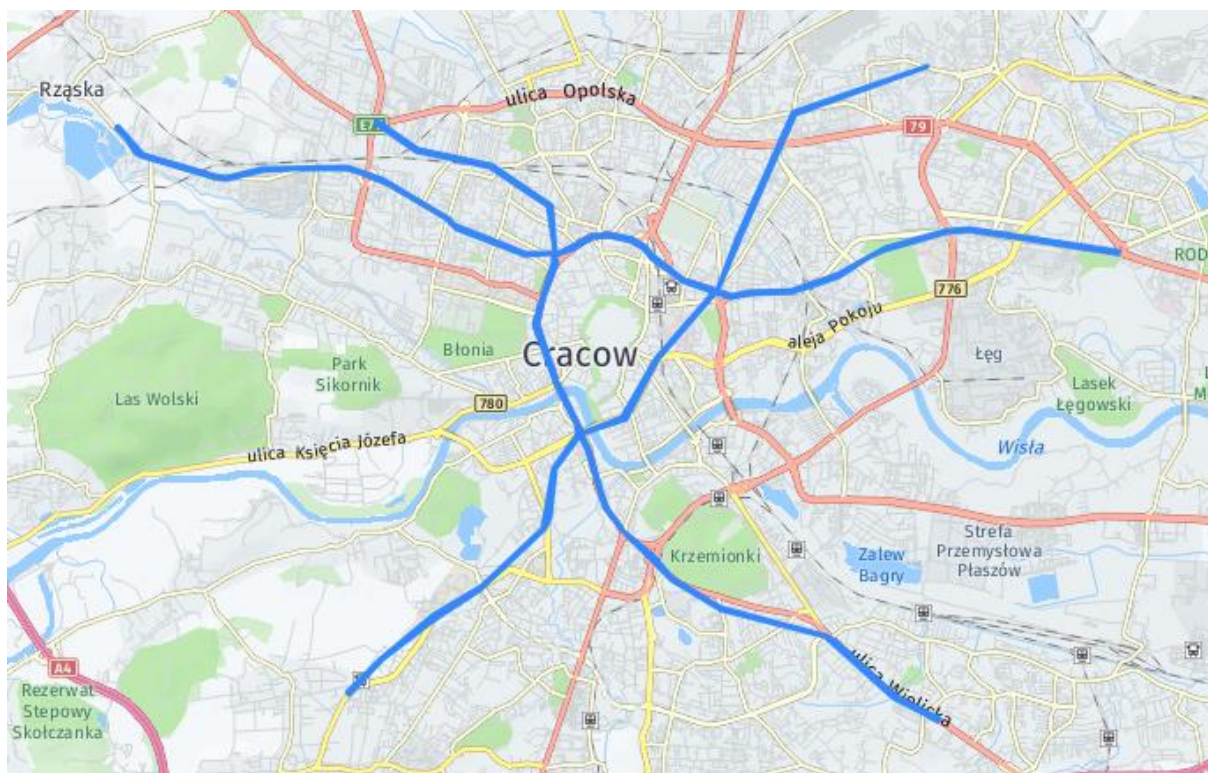 Rząska
ulica Opolska
E7
79
ROD
776
aleja Pokoju
Błonia
Cracow
Łęg
Park
Sikornik
Las Wolski
780
Lasek
Łęgowski
L
M
ulica Księcia Józefa
Wisła
Strefa
Przemysłowa
Płaszów
Krzemionki
Zalew
Bagry
A4
ulica Wielicka
Rezerwat
Stepowy
Skołczanka